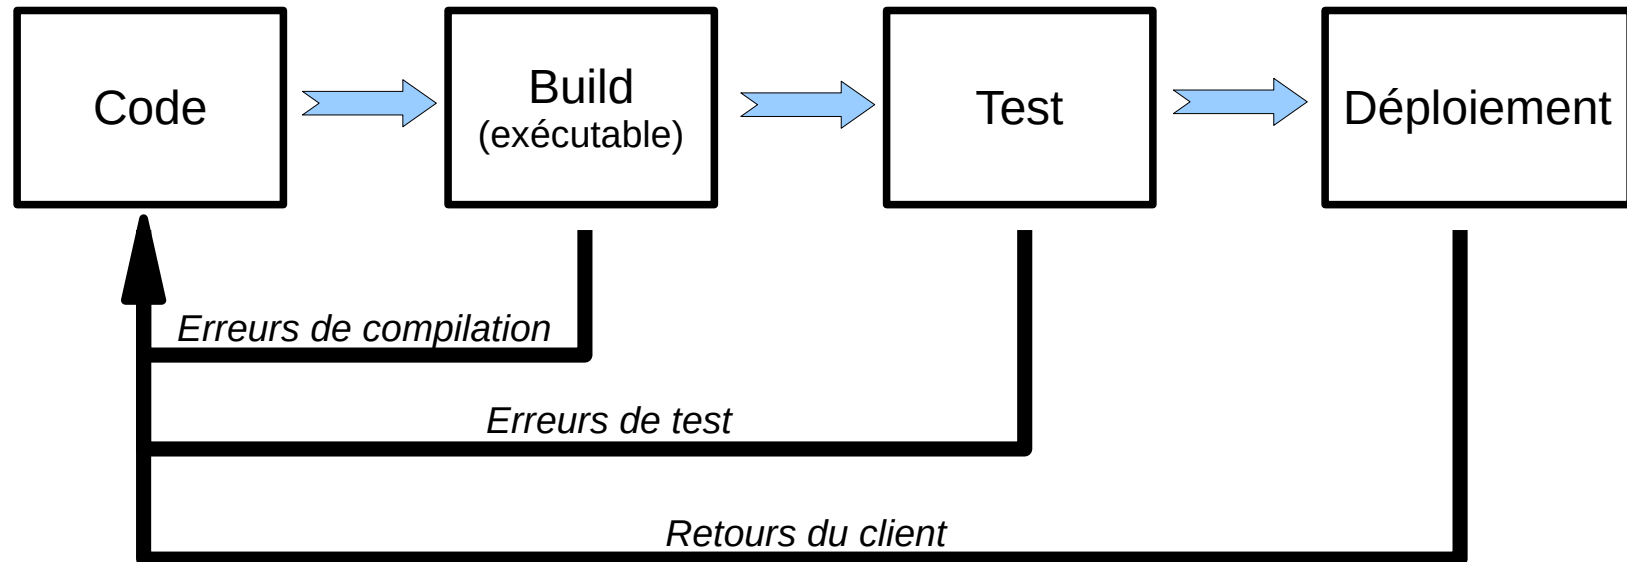 Code
Build
(exécutable)
Test
Déploiement
Erreurs de compilation
Erreurs de test
Retours du client